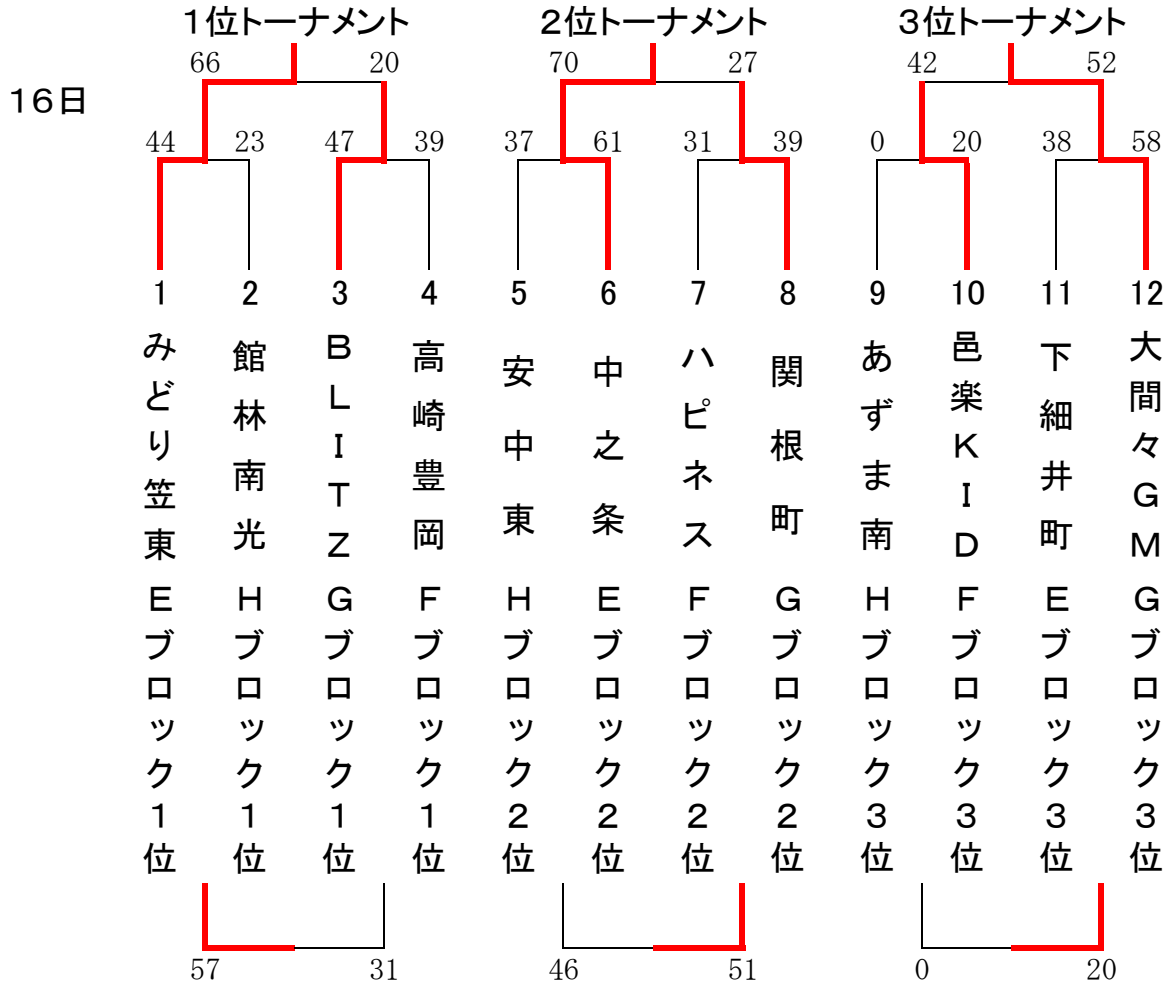 １位トーナメント ２位トーナメント ３位トーナメント
66 20 70 27 42 52
１６日
44 23 47 39 37 61 31 39 0 20 38 58
1 2 3 4 5 6 7 8 9 10 11 12
みどり笠東
館林南光
ＢＬＩＴＺ
高崎豊岡
安中東
中之条
ハピネス
関根町
あずま南
邑楽ＫＩＤ
下細井町
大間々ＧＭ
Ｅブロック１位
Ｈブロック１位
Ｇブロック１位
Ｆブロック１位
Ｈブロック２位
Ｅブロック２位
Ｆブロック２位
Ｇブロック２位
Ｈブロック３位
Ｆブロック３位
Ｅブロック３位
Ｇブロック３位
57 31 46 51 0 20